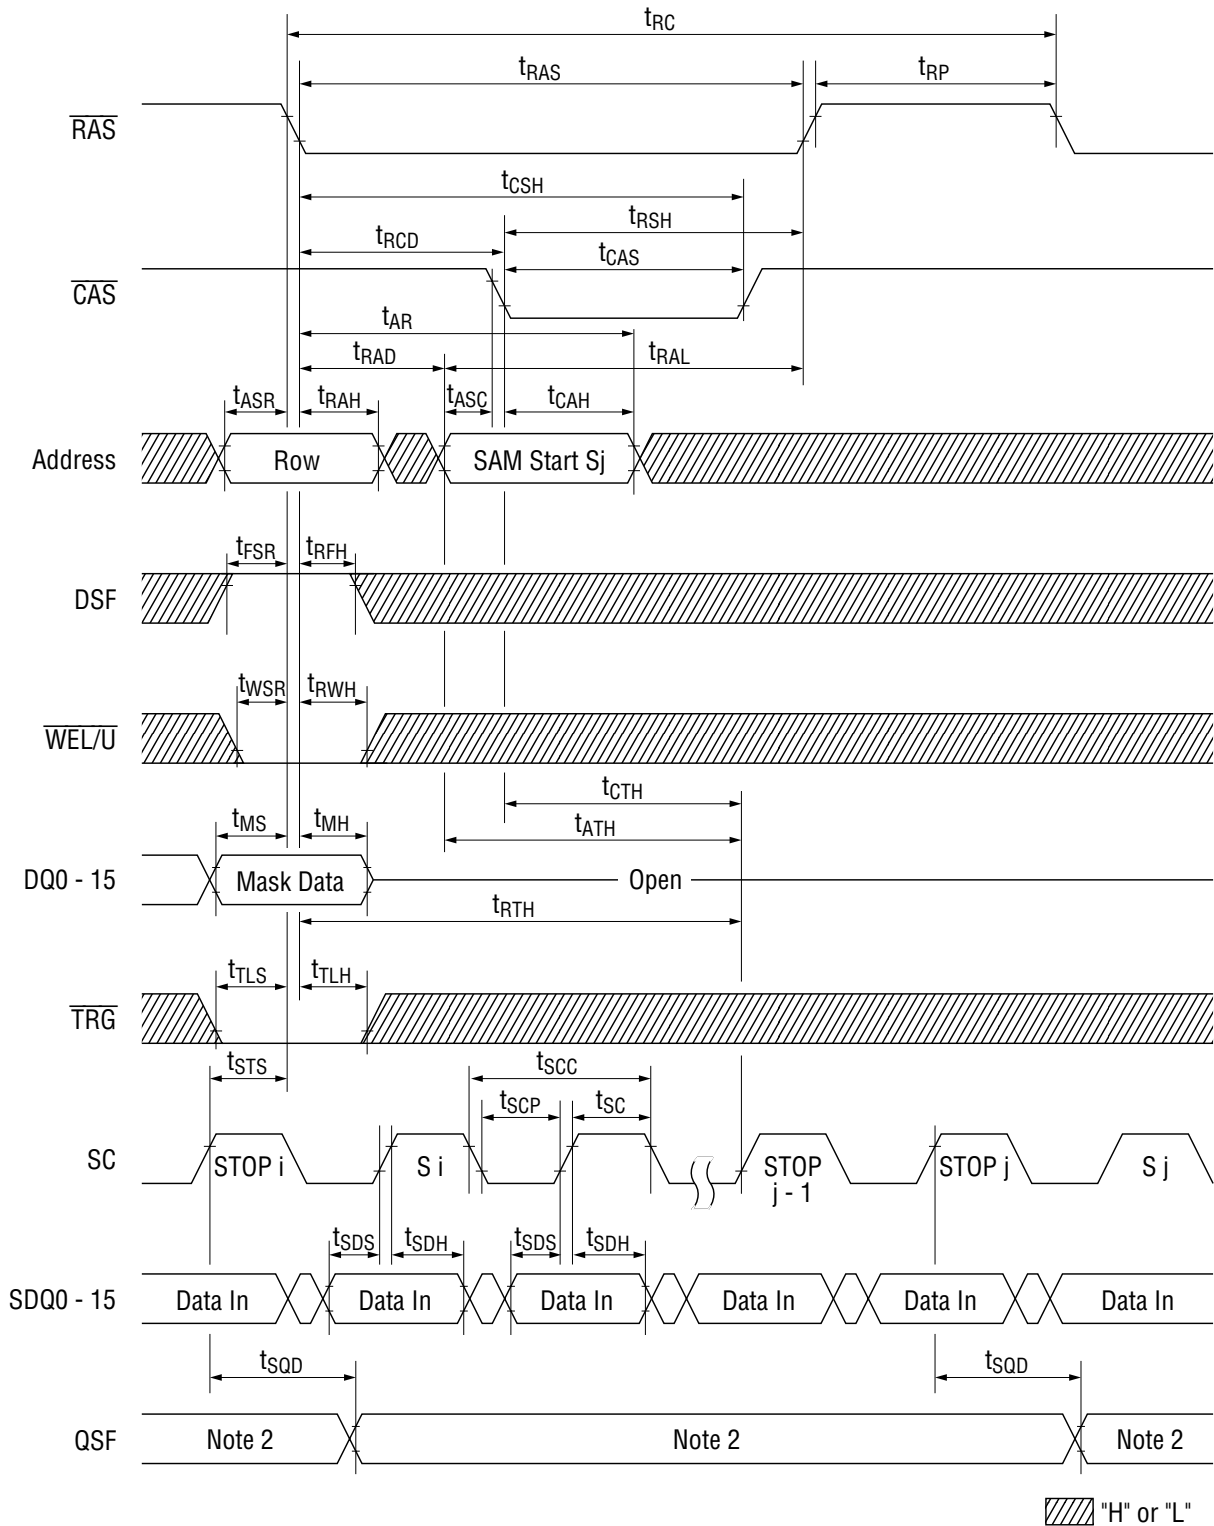 tRC
tRAS tRP
RAS
tCSH
tRSH
tRCD
tCAS
CAS
tAR
tRAD tRAL
tASR tRAH tASC tCAH
Address Row SAM Start Sj
tFSR tRFH
DSF
tWSR tRWH
WEL/U
tCTH
tMS tMH tATH
DQ0 - 15 Mask Data Open
tRTH
tTLS tTLH
TRG
tSTS tSCC
tSCP tSC
SC STOP i S i STOP j - 1 STOP j S j
tSDS tSDH tSDS tSDH
SDQ0 - 15 Data In Data In Data In Data In Data In Data In
tSQD tSQD
QSF Note 2 Note 2 Note 2
"H" or "L"